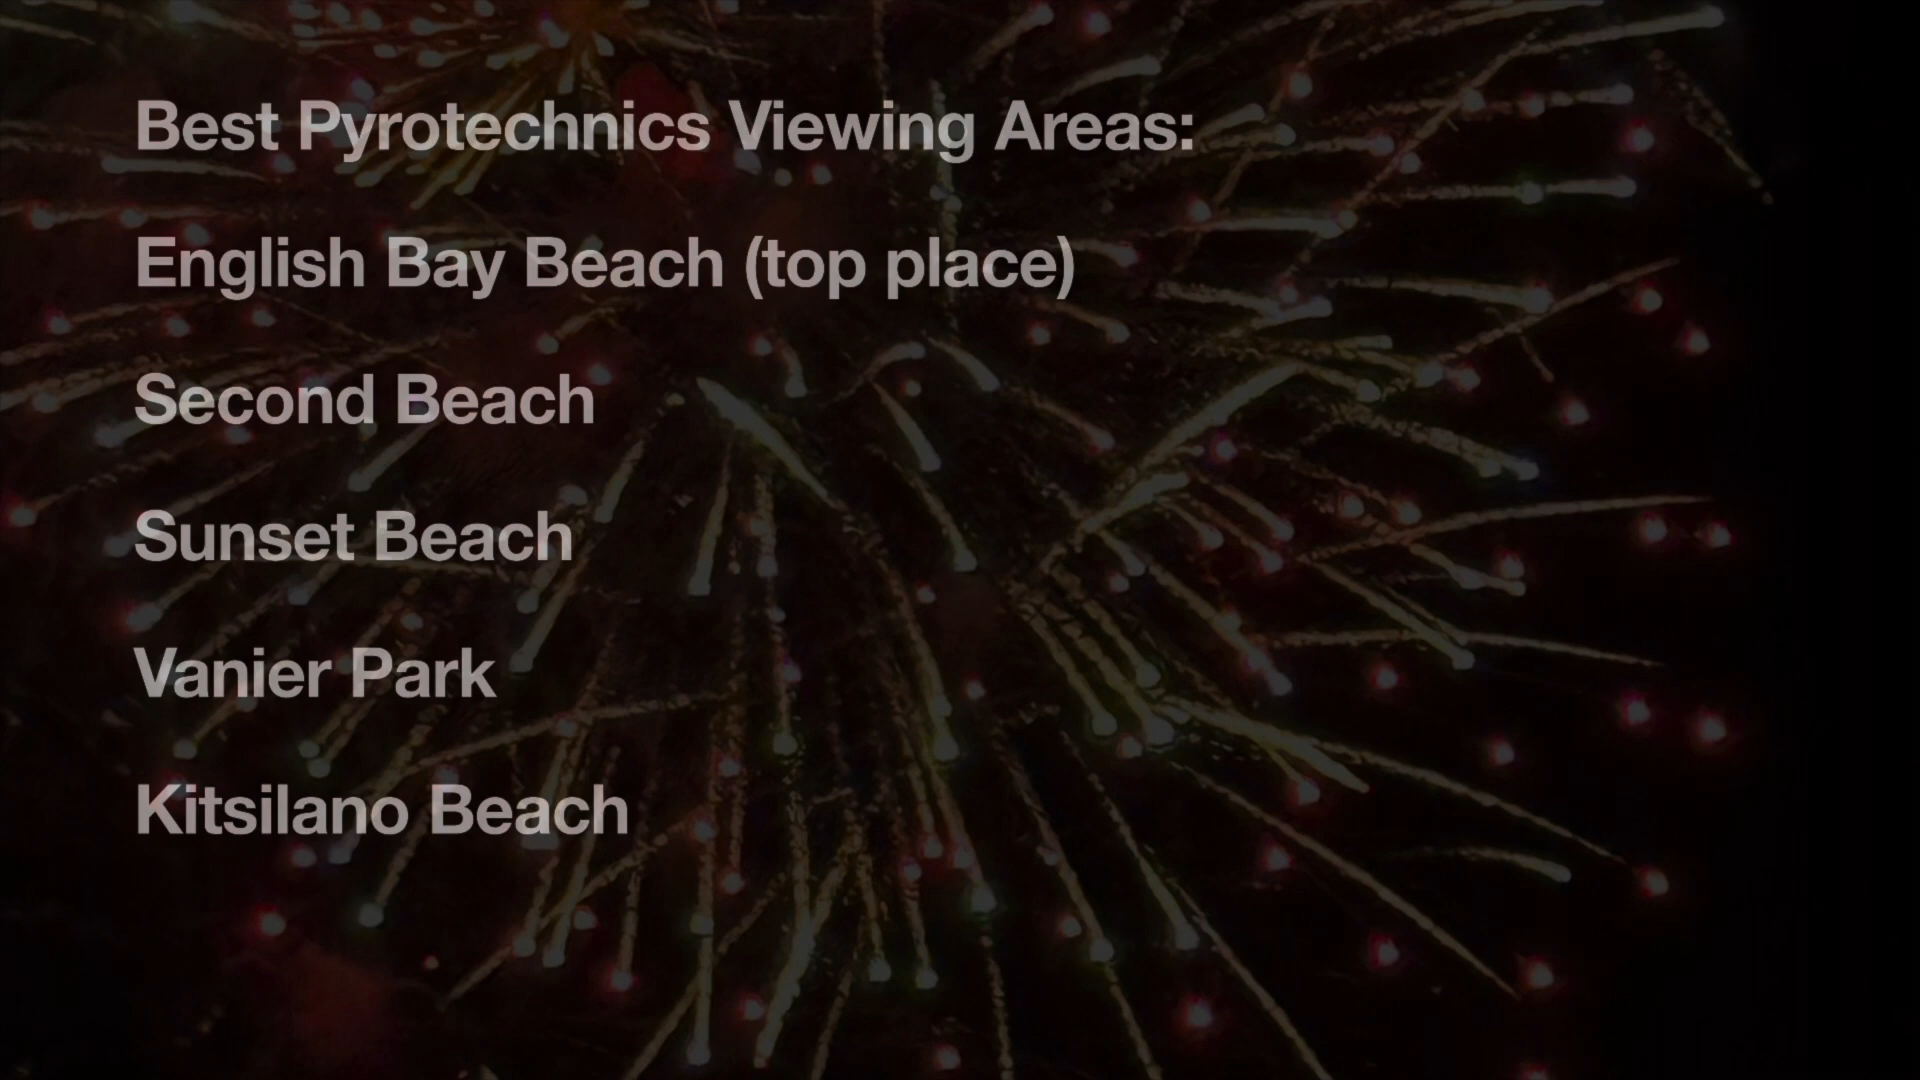 Best Pyrotechnics Viewing Areas:
English Bay Beach (top place)
Second Beach
Sunset Beach
Vanier Park
Kitsilano Beach